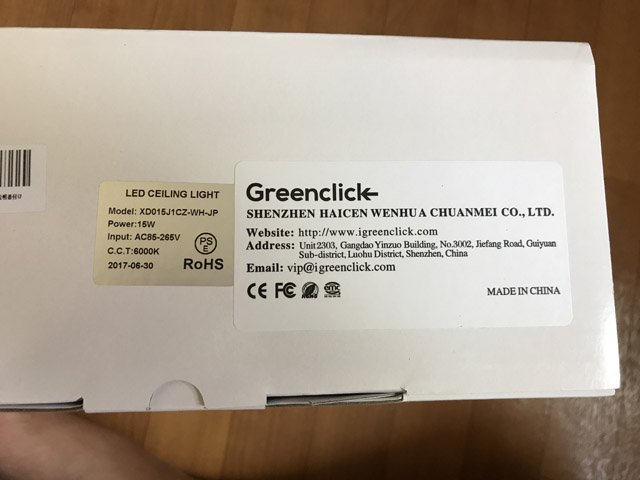 LED CEILING LIGHT
Model: XD015J1CZ-WH-JP
Power:15W
Input: AC85-265V
C.C.T:6000K
2017-06-30
PS
E
RoHS
Greenclick
SHENZHEN HAICEN WENHUA CHUANMEI CO., LTD.
Website: http://www.igreenclick.com
Address: Unit2303, Gangdao Yinzuo Building, No.3002, Jiefang Road, Guiyuan
Sub-district, Luohu District, Shenzhen, China
Email: vip@igreenclick.com
CE FC
MADE IN CHINA